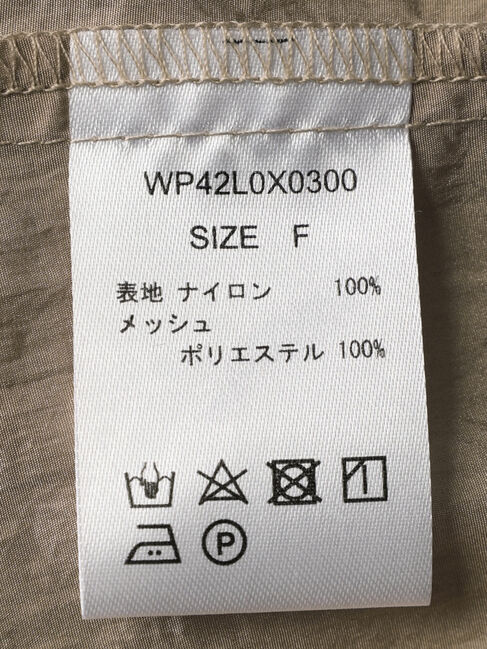 WP42L0X0300
SIZE F
表地 ナイロン 100%
メッシュ
ポリエステル 100%
P